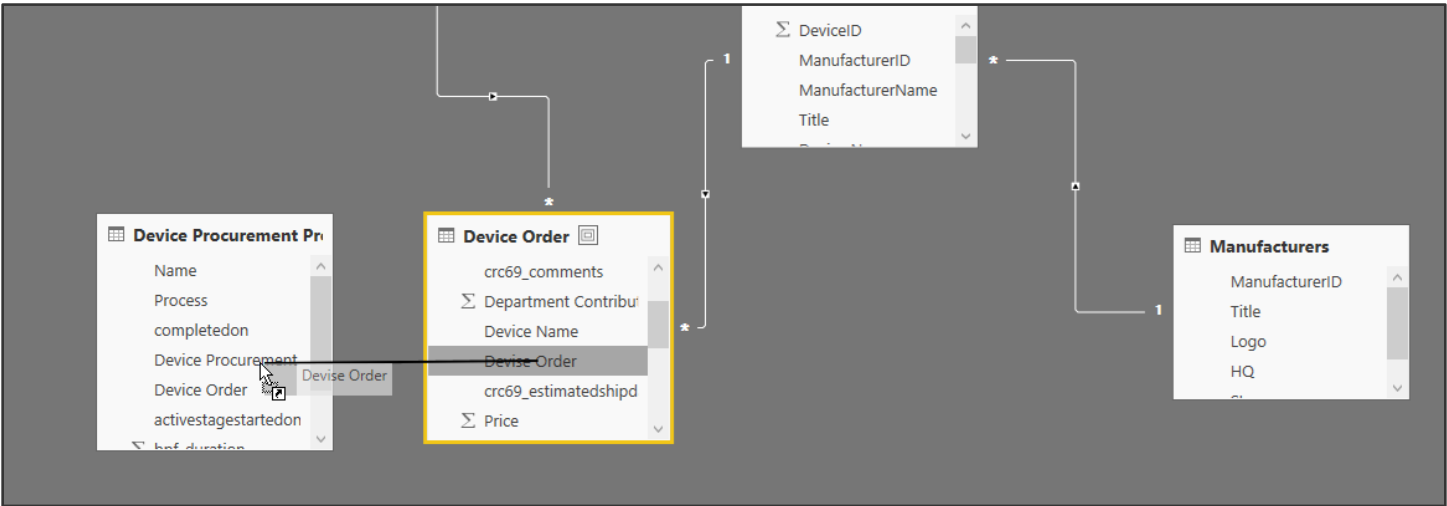 Σ DeviceID
ManufacturerID
ManufacturerName
Title
1
*
*
*
1
Device Procurement Pr
Name
Process
completedon
Device Procurement
Device Order
activestagestartedon
Σ bpf_duration
Devise Order
Device Order
crc69_comments
Σ Department Contribut
Device Name
Devise Order
crc69_estimatedshipd
Σ Price
Manufacturers
ManufacturerID
Title
Logo
HQ